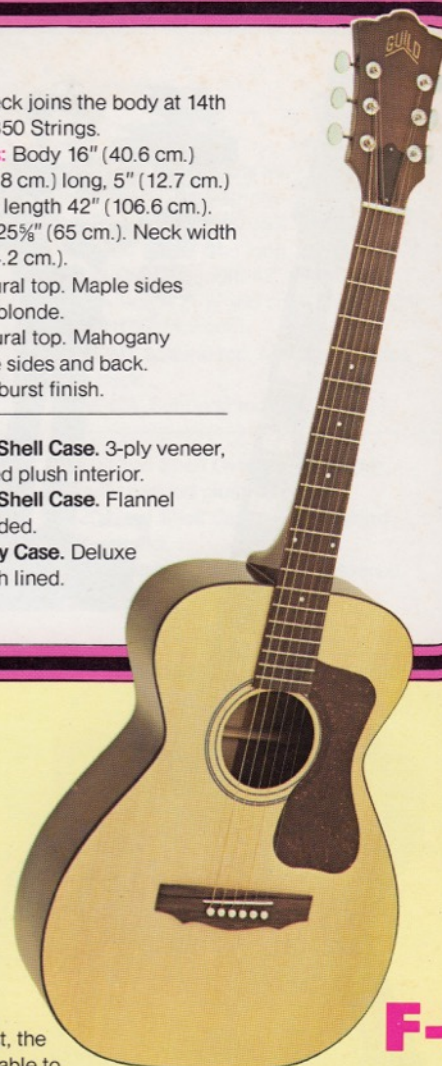 GUILD
ck joins the body at 14th
50 Strings.
Body 16" (40.6 cm.)
8 cm.) long, 5" (12.7 cm.)
length 42" (106.6 cm.).
25⅝" (65 cm.). Neck width
.2 cm.).
ral top. Maple sides
blonde.
ural top. Mahogany
sides and back.
burst finish.
Shell Case. 3-ply veneer,
d plush interior.
Shell Case. Flannel
ded.
y Case. Deluxe
h lined.
t, the
able to
F-